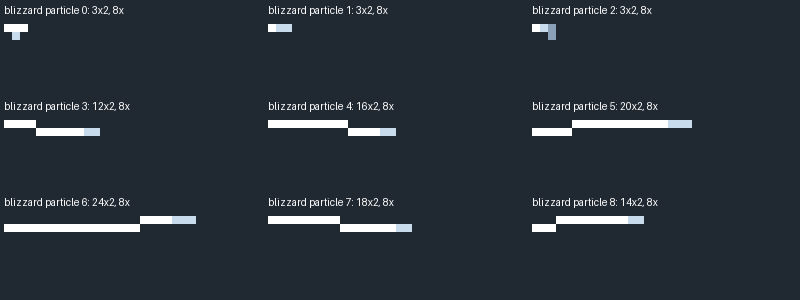 blizzard particle 0: 3x2, 8x
blizzard particle 1: 3x2, 8x
blizzard particle 2: 3x2, 8x
blizzard particle 3: 12x2, 8x
blizzard particle 4: 16x2, 8x
blizzard particle 5: 20x2, 8x
blizzard particle 6: 24x2, 8x
blizzard particle 7: 18x2, 8x
blizzard particle 8: 14x2, 8x